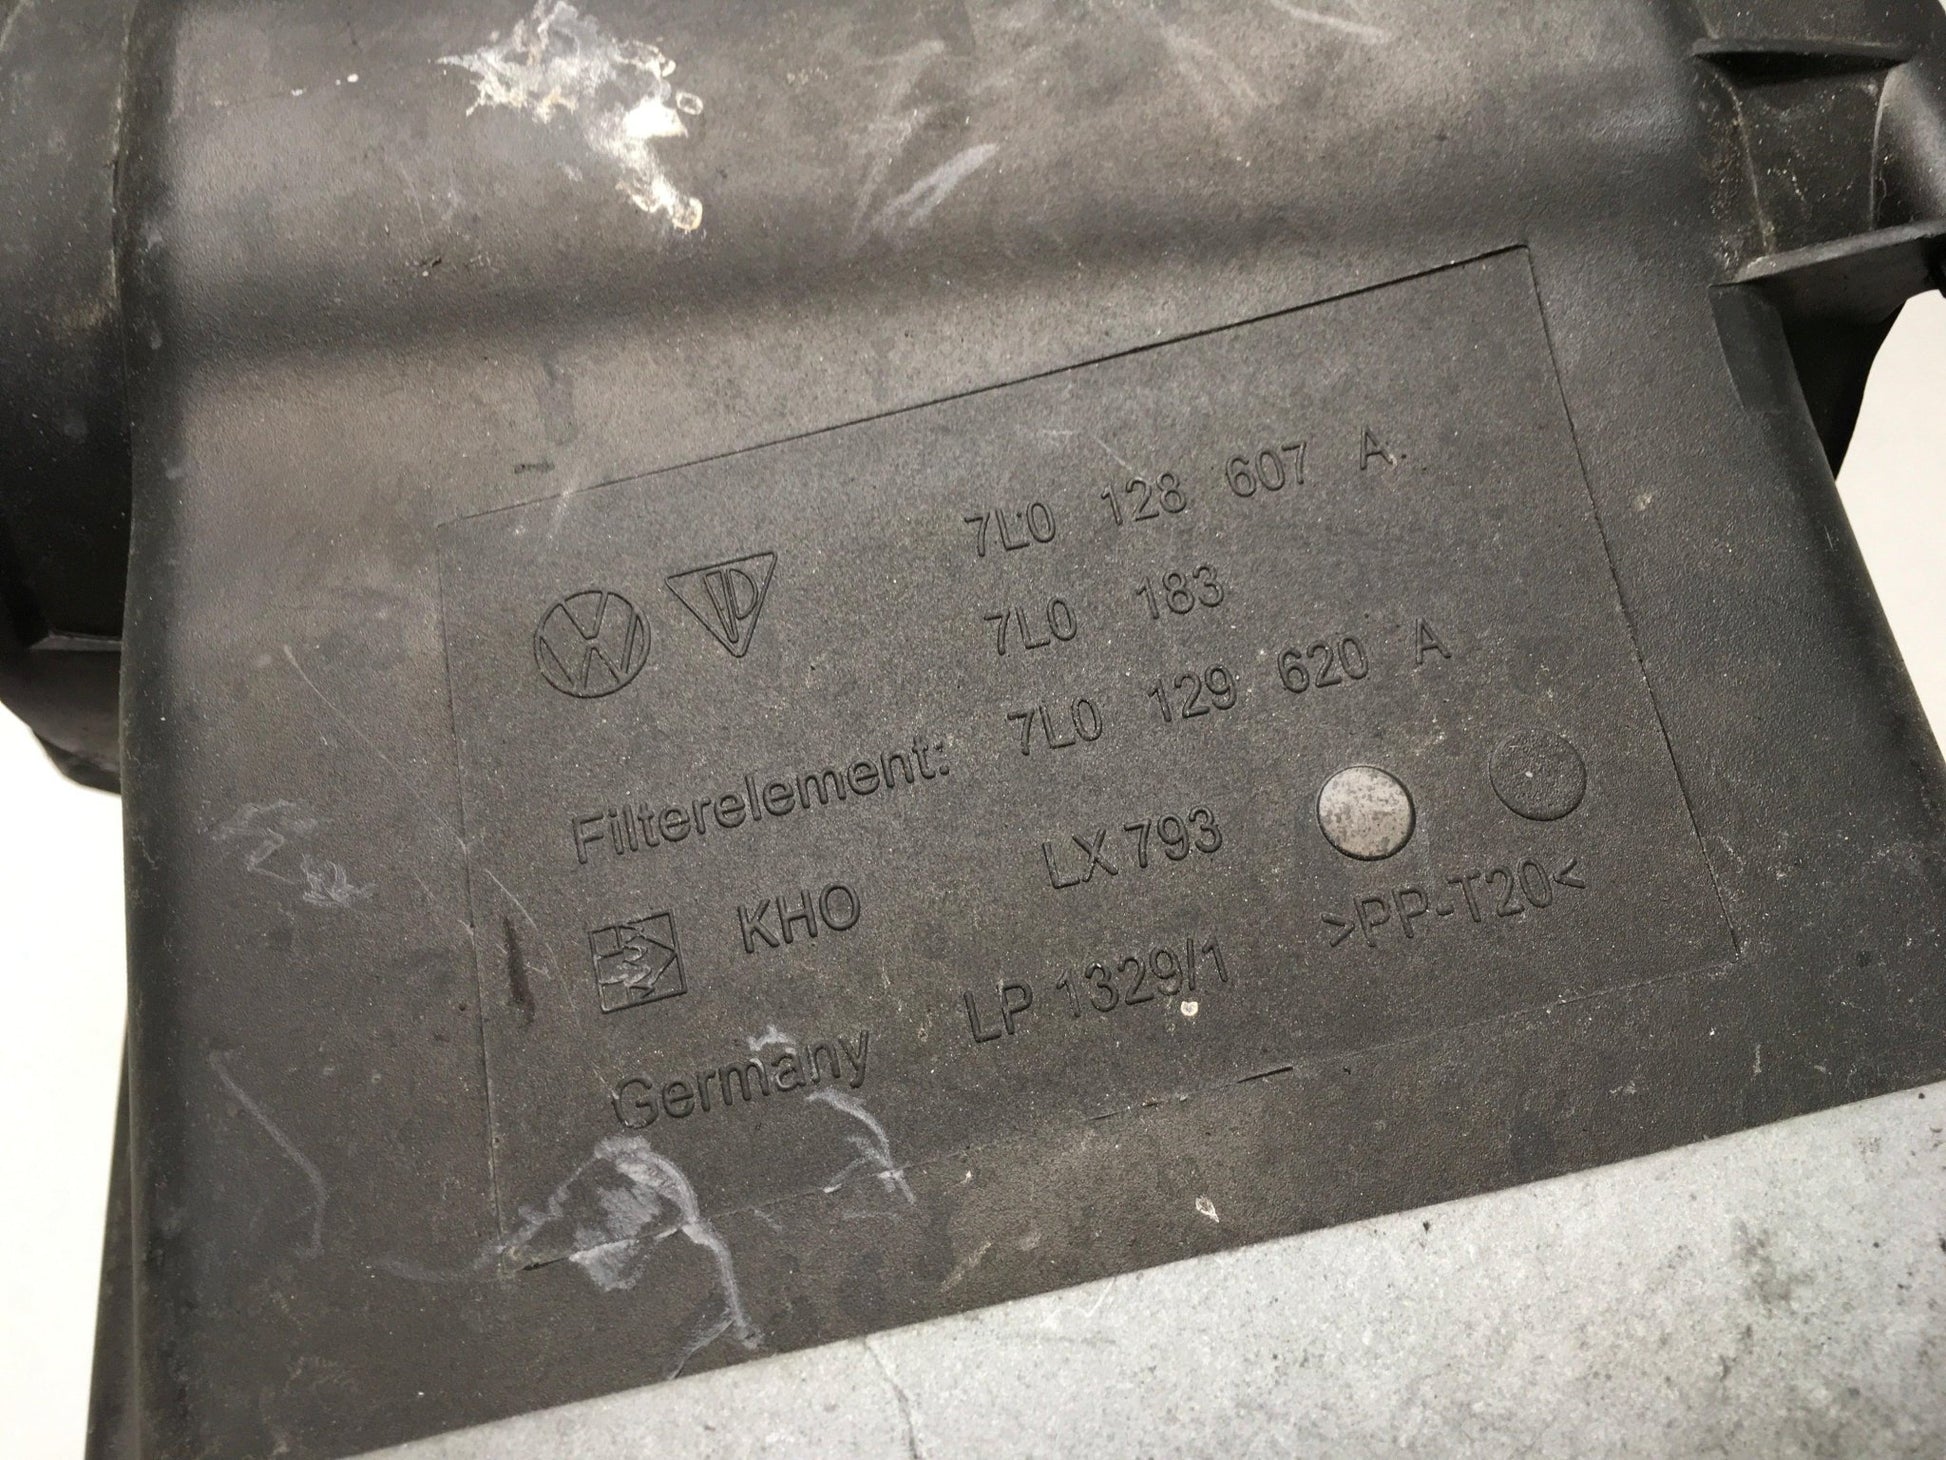 7L0 128 607 A
7L0 183
Filterelement: 7L0 129 620 A
KHO LX 793
>PP-T20<
Germany LP 1329/1